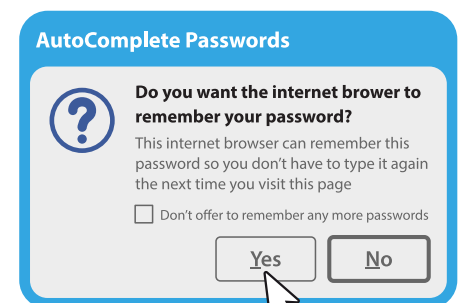 AutoComplete Passwords
Do you want the internet brower to
remember your password?
This internet browser can remember this
password so you don't have to type it again
the next time you visit this page
Don't offer to remember any more passwords
Yes
No